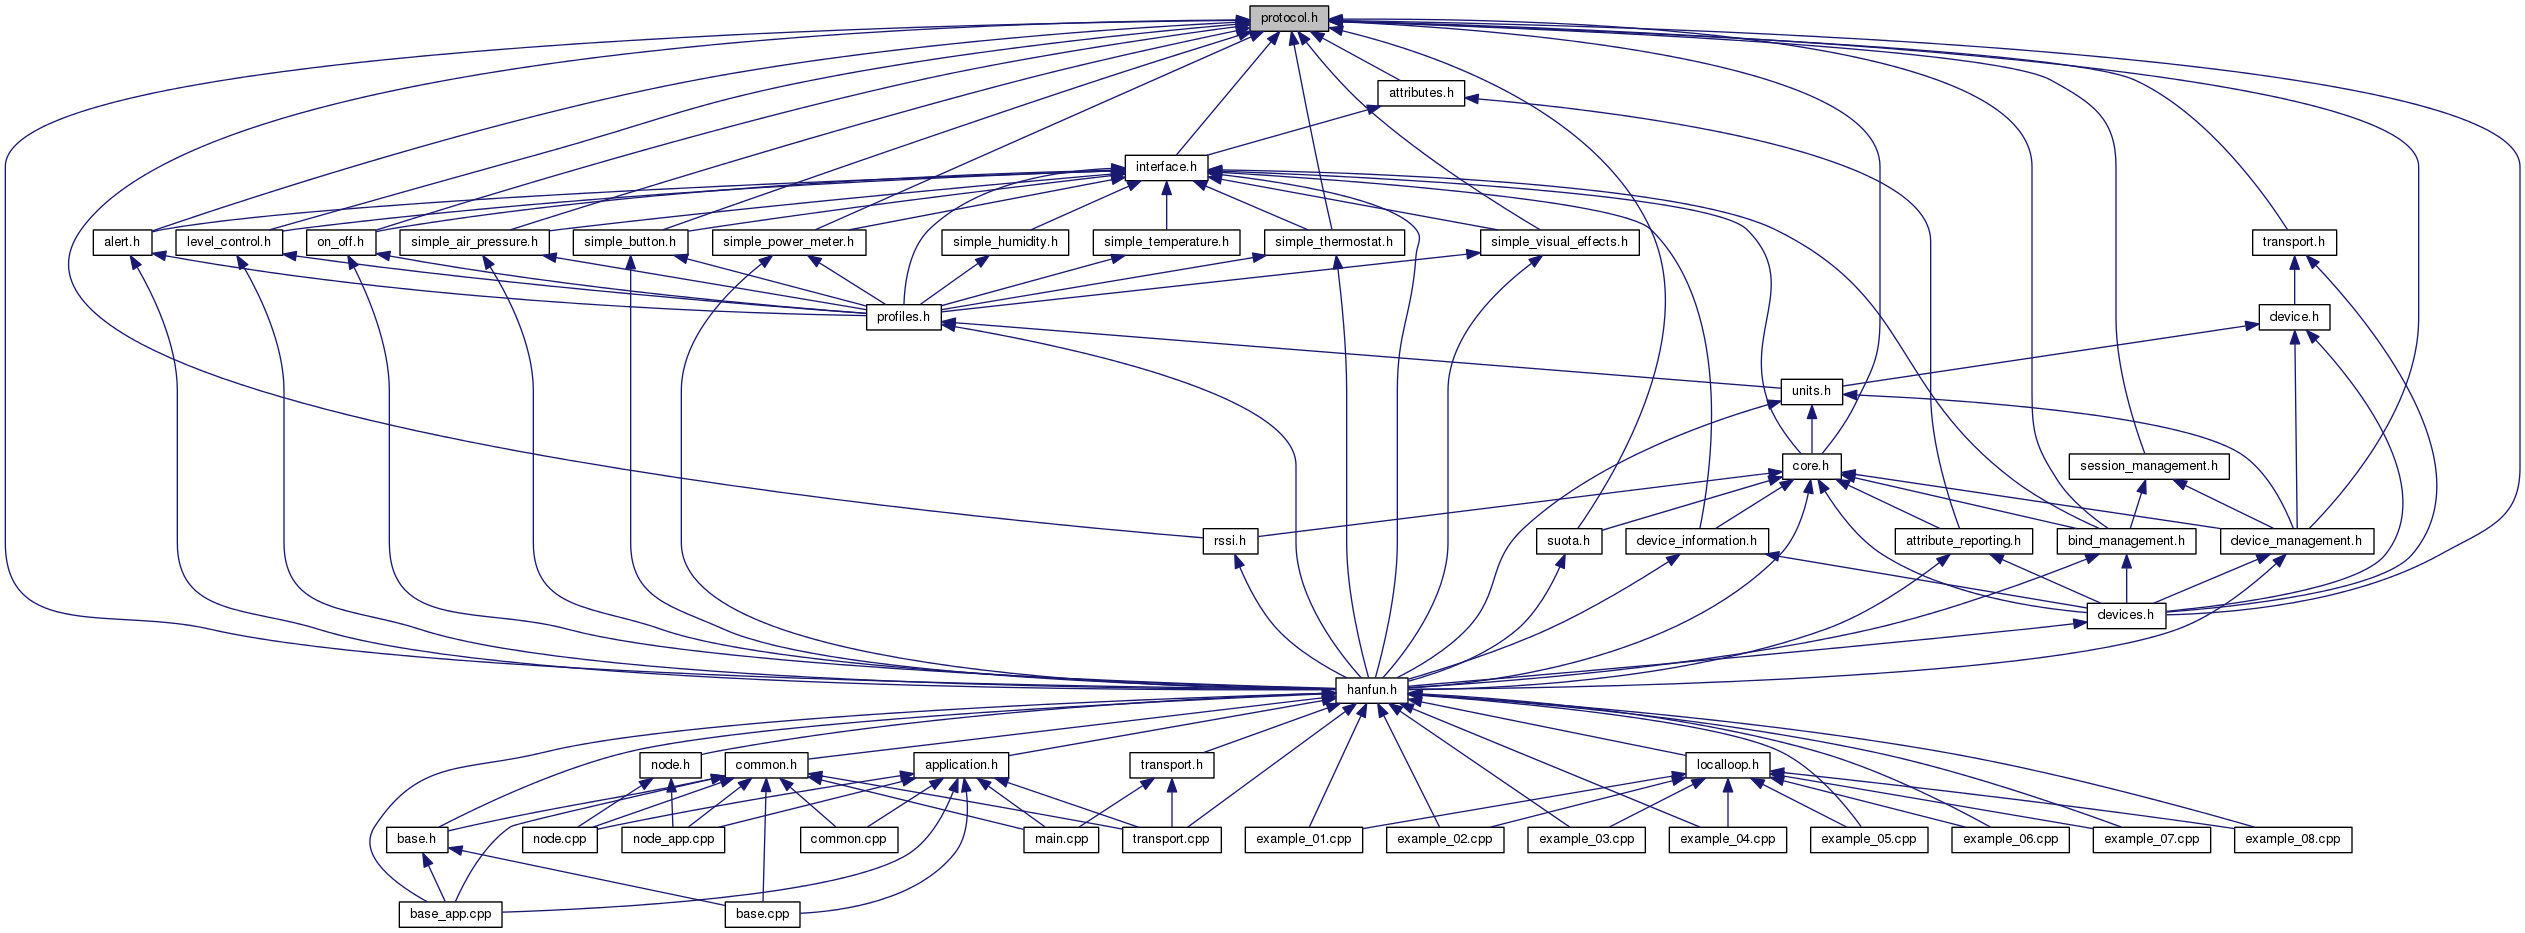 protocol.h
attributes.h
interface.h
alert.h
level_control.h
on_off.h
simple_air_pressure.h
simple_button.h
simple_power_meter.h
simple_humidity.h
simple_temperature.h
simple_thermostat.h
simple_visual_effects.h
transport.h
profiles.h
device.h
units.h
core.h
session_management.h
rssi.h
suota.h
device_information.h
attribute_reporting.h
bind_management.h
device_management.h
devices.h
hanfun.h
node.h
common.h
application.h
transport.h
localloop.h
base.h
node.cpp
node_app.cpp
common.cpp
main.cpp
transport.cpp
example_01.cpp
example_02.cpp
example_03.cpp
example_04.cpp
example_05.cpp
example_06.cpp
example_07.cpp
example_08.cpp
base_app.cpp
base.cpp